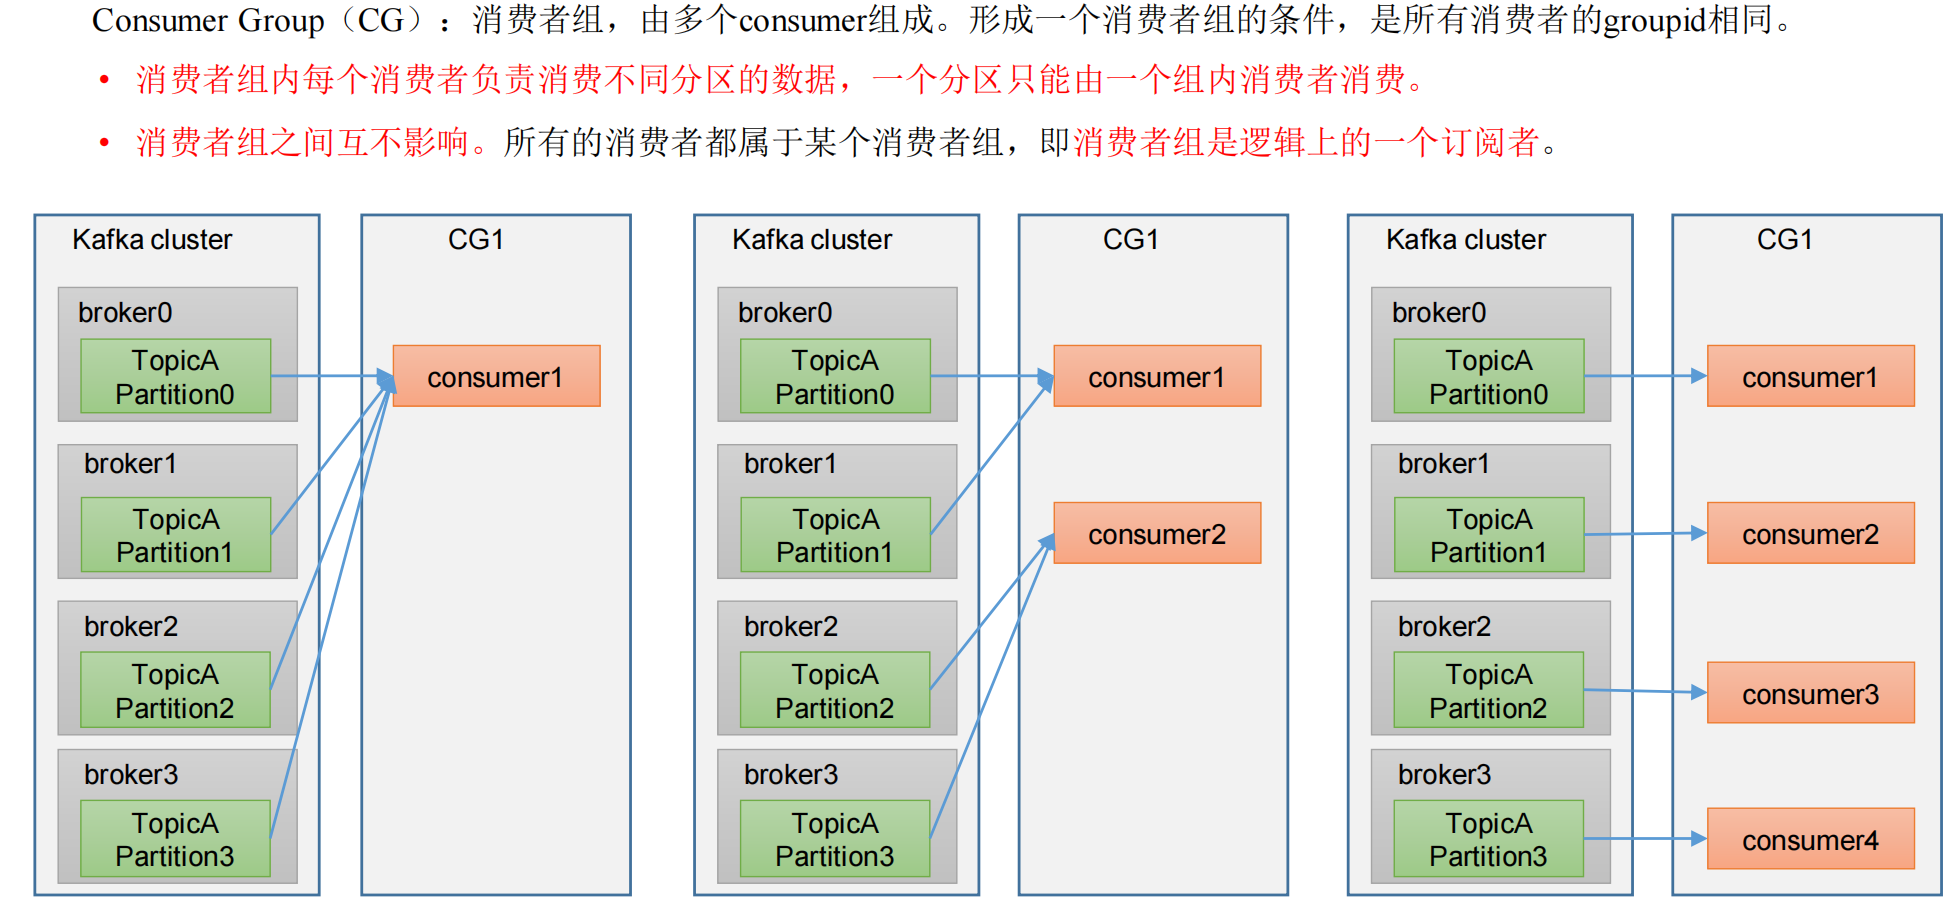 Consumer Group（CG）：消费者组，由多个consumer组成。形成一个消费者组的条件，是所有消费者的groupid相同。
• 消费者组内每个消费者负责消费不同分区的数据，一个分区只能由一个组内消费者消费。
• 消费者组之间互不影响。所有的消费者都属于某个消费者组，即消费者组是逻辑上的一个订阅者。
Kafka cluster
broker0
TopicA
Partition0
broker1
TopicA
Partition1
broker2
TopicA
Partition2
broker3
TopicA
Partition3
CG1
consumer1
Kafka cluster
broker0
TopicA
Partition0
broker1
TopicA
Partition1
broker2
TopicA
Partition2
broker3
TopicA
Partition3
CG1
consumer1
consumer2
Kafka cluster
broker0
TopicA
Partition0
broker1
TopicA
Partition1
broker2
TopicA
Partition2
broker3
TopicA
Partition3
CG1
consumer1
consumer2
consumer3
consumer4